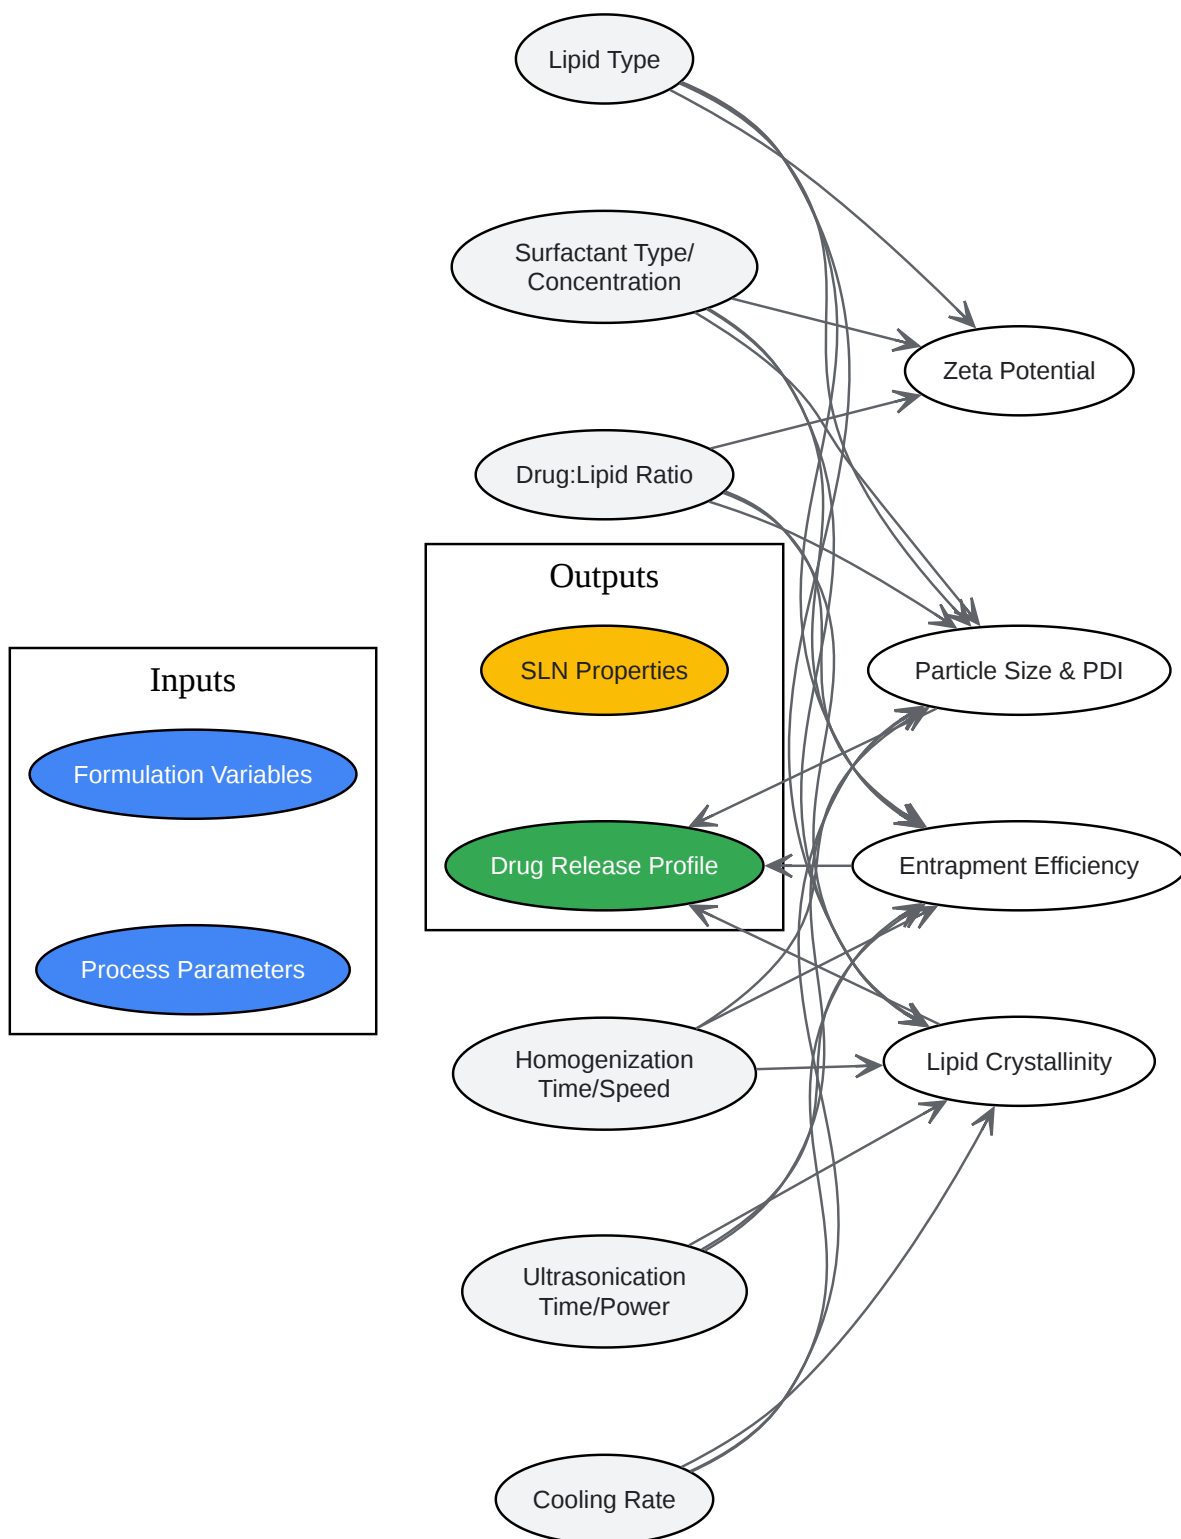 Lipid Type
Surfactant Type/
Concentration
Zeta Potential
Drug:Lipid Ratio
Outputs
SLN Properties
Particle Size & PDI
Inputs
Formulation Variables
Drug Release Profile
Entrapment Efficiency
Process Parameters
Homogenization
Time/Speed
Lipid Crystallinity
Ultrasonication
Time/Power
Cooling Rate